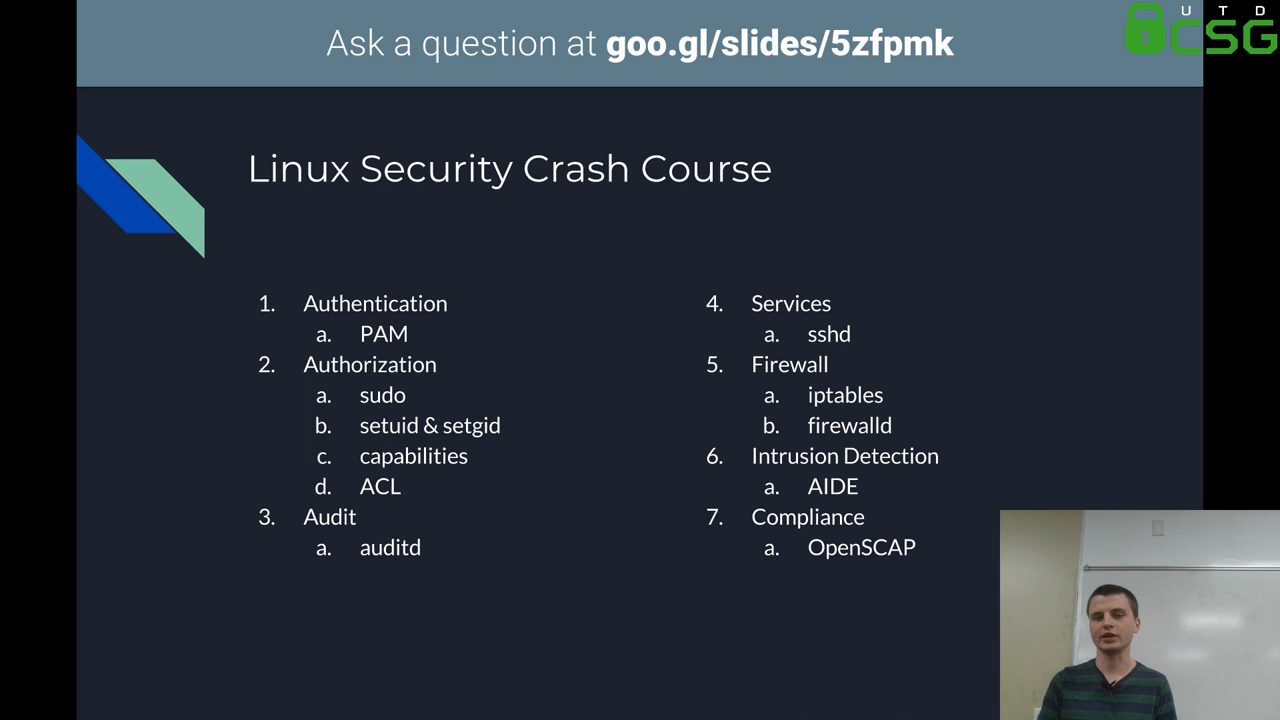 Ask a question at goo.gl/slides/5zfpmk
UTD
CSG
Linux Security Crash Course
1. Authentication
a. PAM
2. Authorization
a. sudo
b. setuid & setgid
c. capabilities
d. ACL
3. Audit
a. auditd
4. Services
a. sshd
5. Firewall
a. iptables
b. firewalld
6. Intrusion Detection
a. AIDE
7. Compliance
a. OpenSCAP